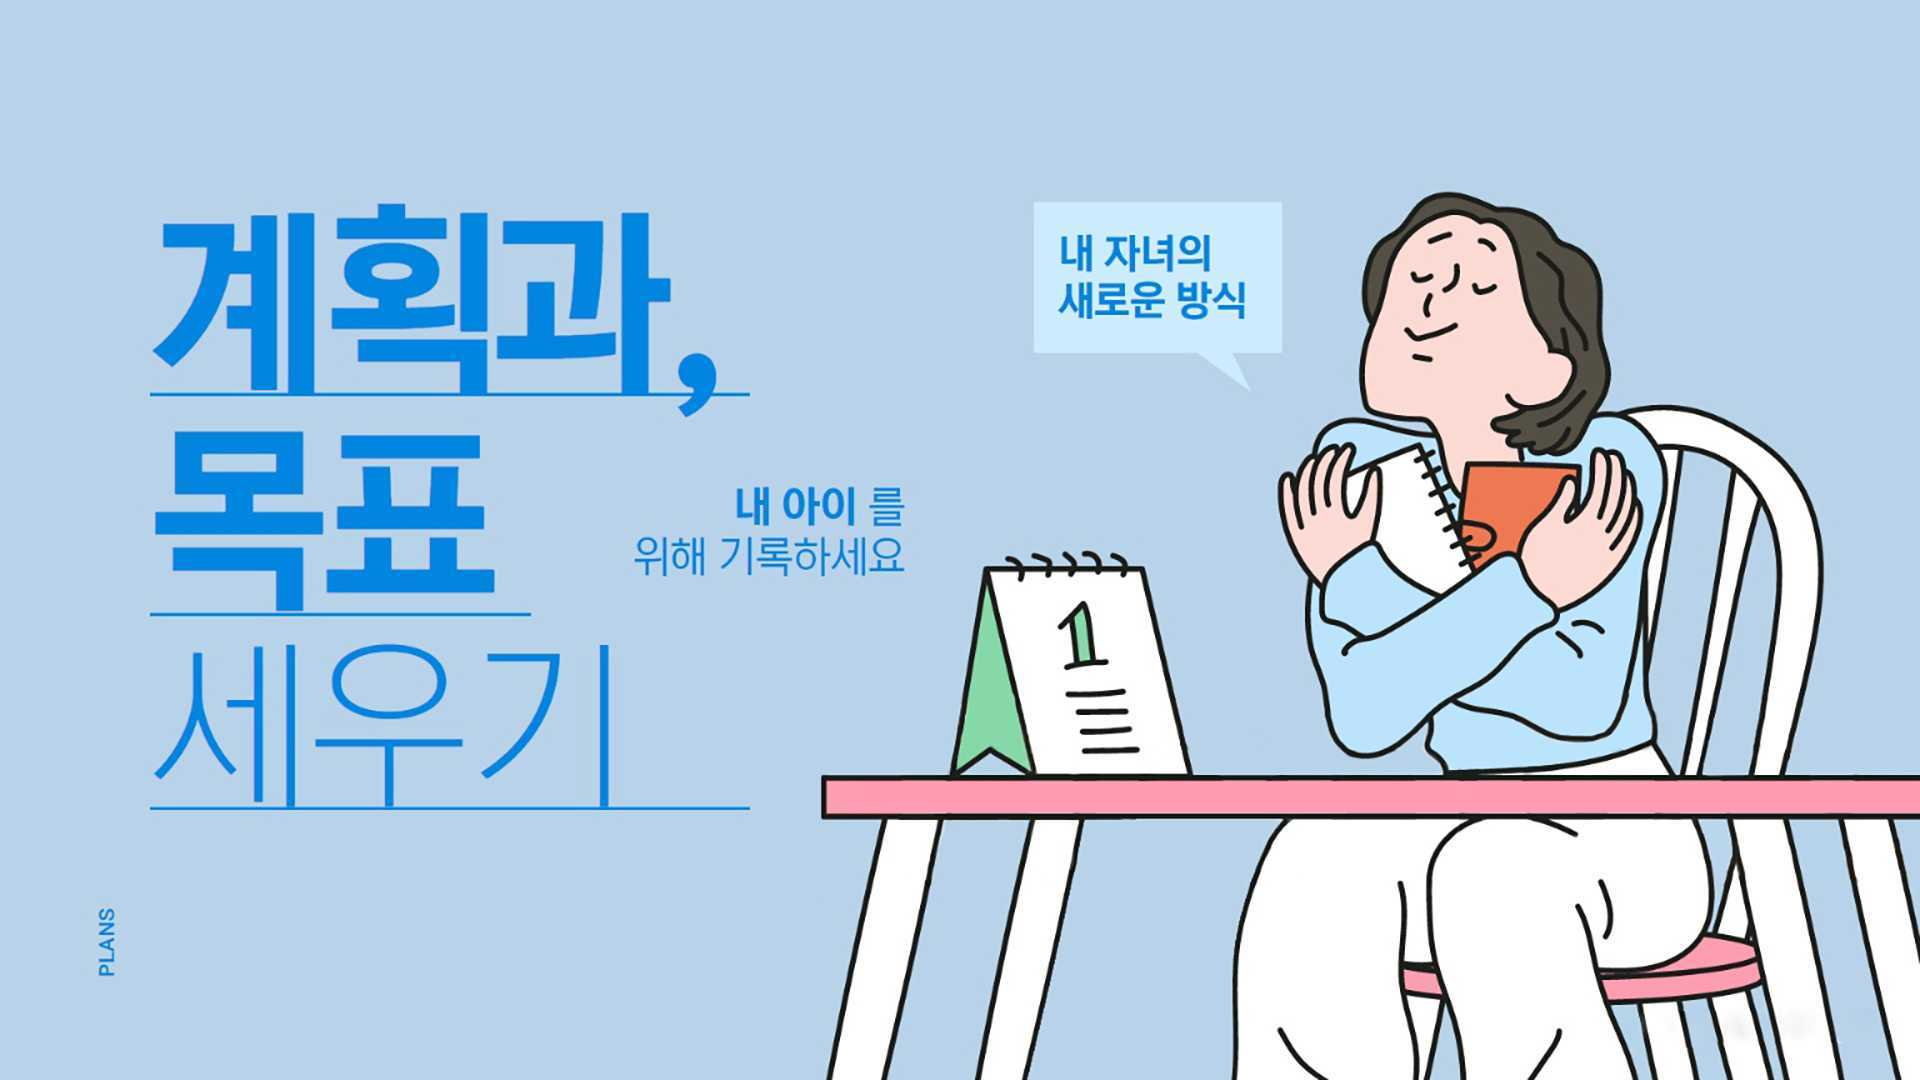 계획과,
목표
세우기
내 아이 를
위해 기록하세요
내 자녀의
새로운 방식
1
PLANS